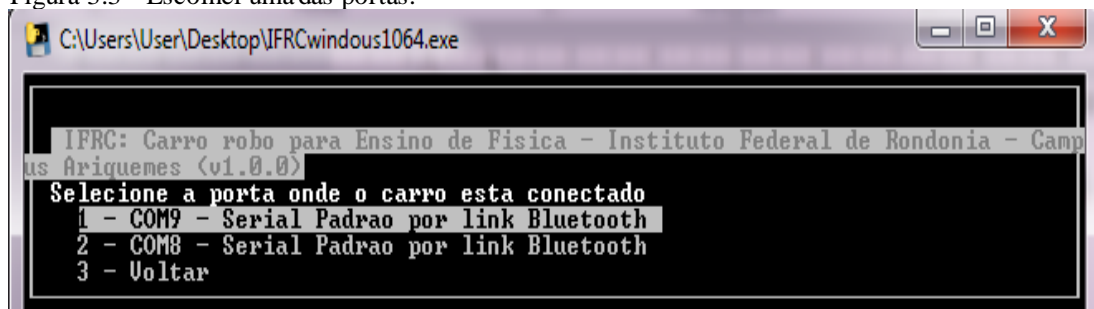 Figura 3.3 – Escolher uma das portas.
C:\Users\User\Desktop\IFRCwindous1064.exe
IFRC: Carro robo para Ensino de Fisica - Instituto Federal de Rondonia - Camp
us Ariquemes (v1.0.0)
Selecione a porta onde o carro esta conectado
1 - COM9 - Serial Padrao por link Bluetooth
2 - COM8 - Serial Padrao por link Bluetooth
3 - Voltar